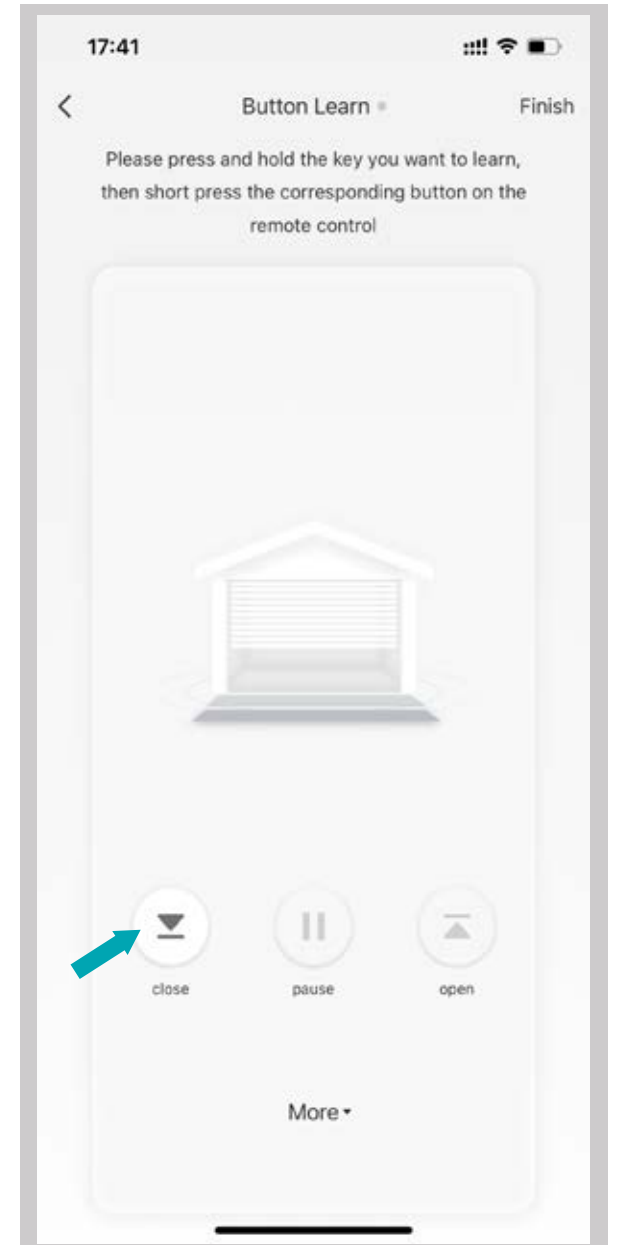 17:41
Button Learn
Finish
Please press and hold the key you want to learn,
then short press the corresponding button on the
remote control
close pause open
More